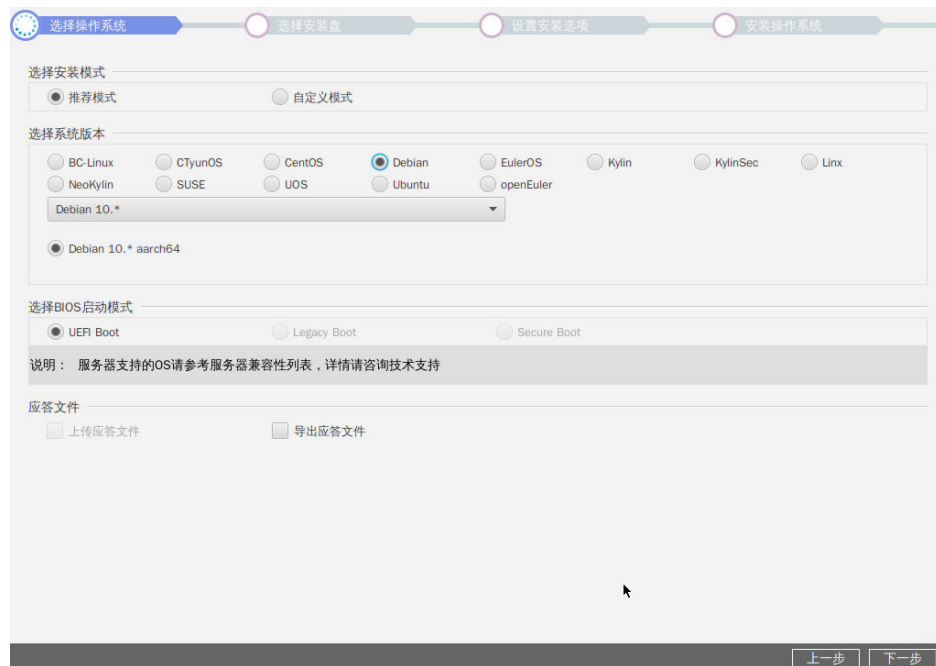 选择操作系统 选择安装盘 设置安装选项 安装操作系统
选择安装模式
推荐模式 自定义模式
选择系统版本
BC-Linux CTyunOS CentOS Debian EulerOS Kylin KylinSec Linx
NeoKylin SUSE UOS Ubuntu openEuler
Debian 10.*
Debian 10.* aarch64
选择BIOS启动模式
UEFI Boot Legacy Boot Secure Boot
说明： 服务器支持的OS请参考服务器兼容性列表，详情请咨询技术支持
应答文件
上传应答文件 导出应答文件
上一步 下一步